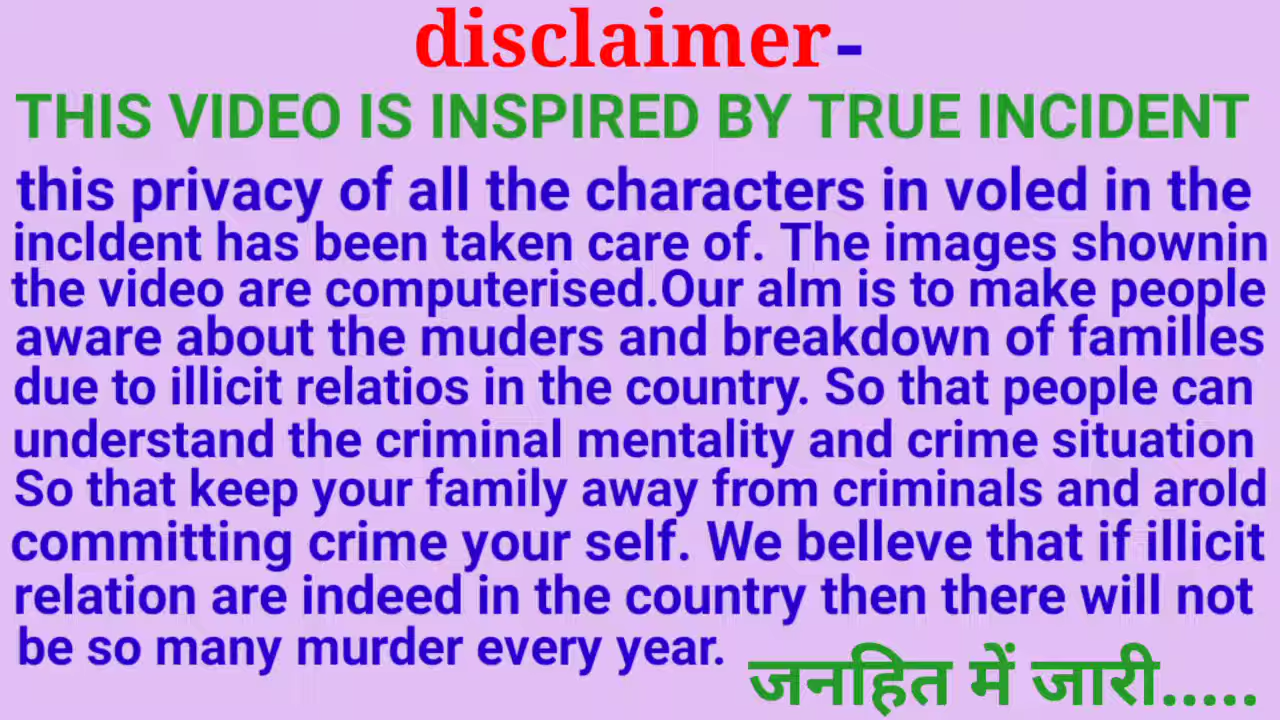 disclaimer-
THIS VIDEO IS INSPIRED BY TRUE INCIDENT
this privacy of all the characters in voled in the
incldent has been taken care of. The images shownin
the video are computerised.Our alm is to make people
aware about the muders and breakdown of familles
due to illicit relatios in the country. So that people can
understand the criminal mentality and crime situation
So that keep your family away from criminals and arold
committing crime your self. We belleve that if illicit
relation are indeed in the country then there will not
be so many murder every year.
जनहित में जारी.....